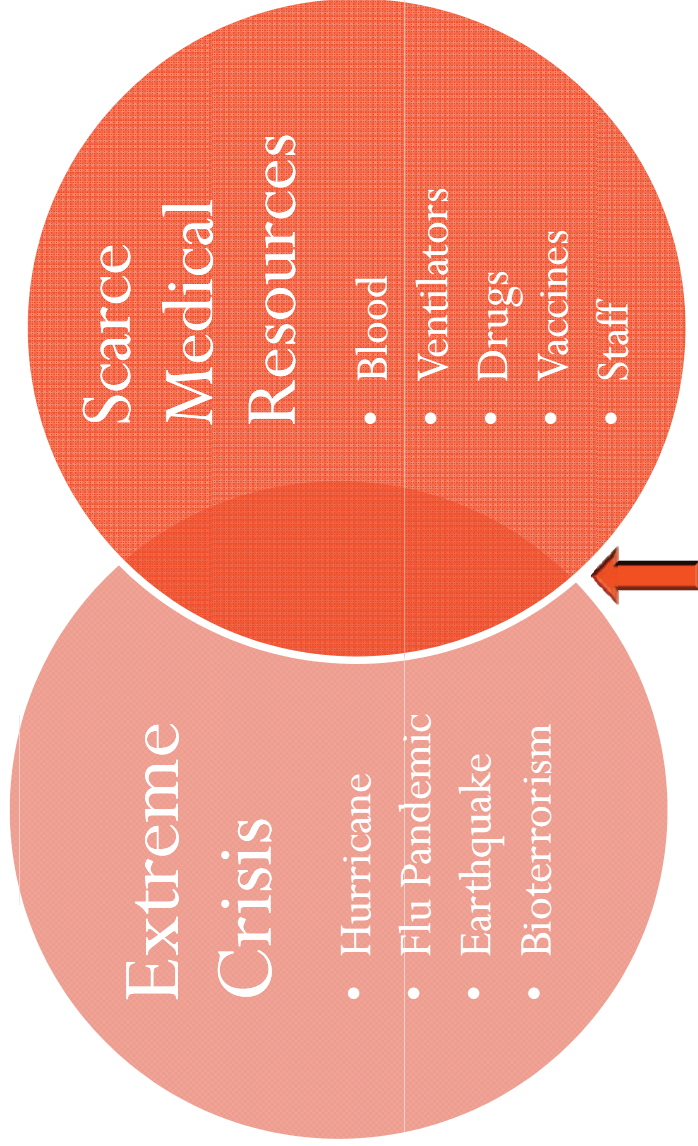 Extreme
Crisis
• Hurricane
• Flu Pandemic
• Earthquake
• Bioterrorism
Scarce
Medical
Resources
• Blood
• Ventilators
• Drugs
• Vaccines
• Staff